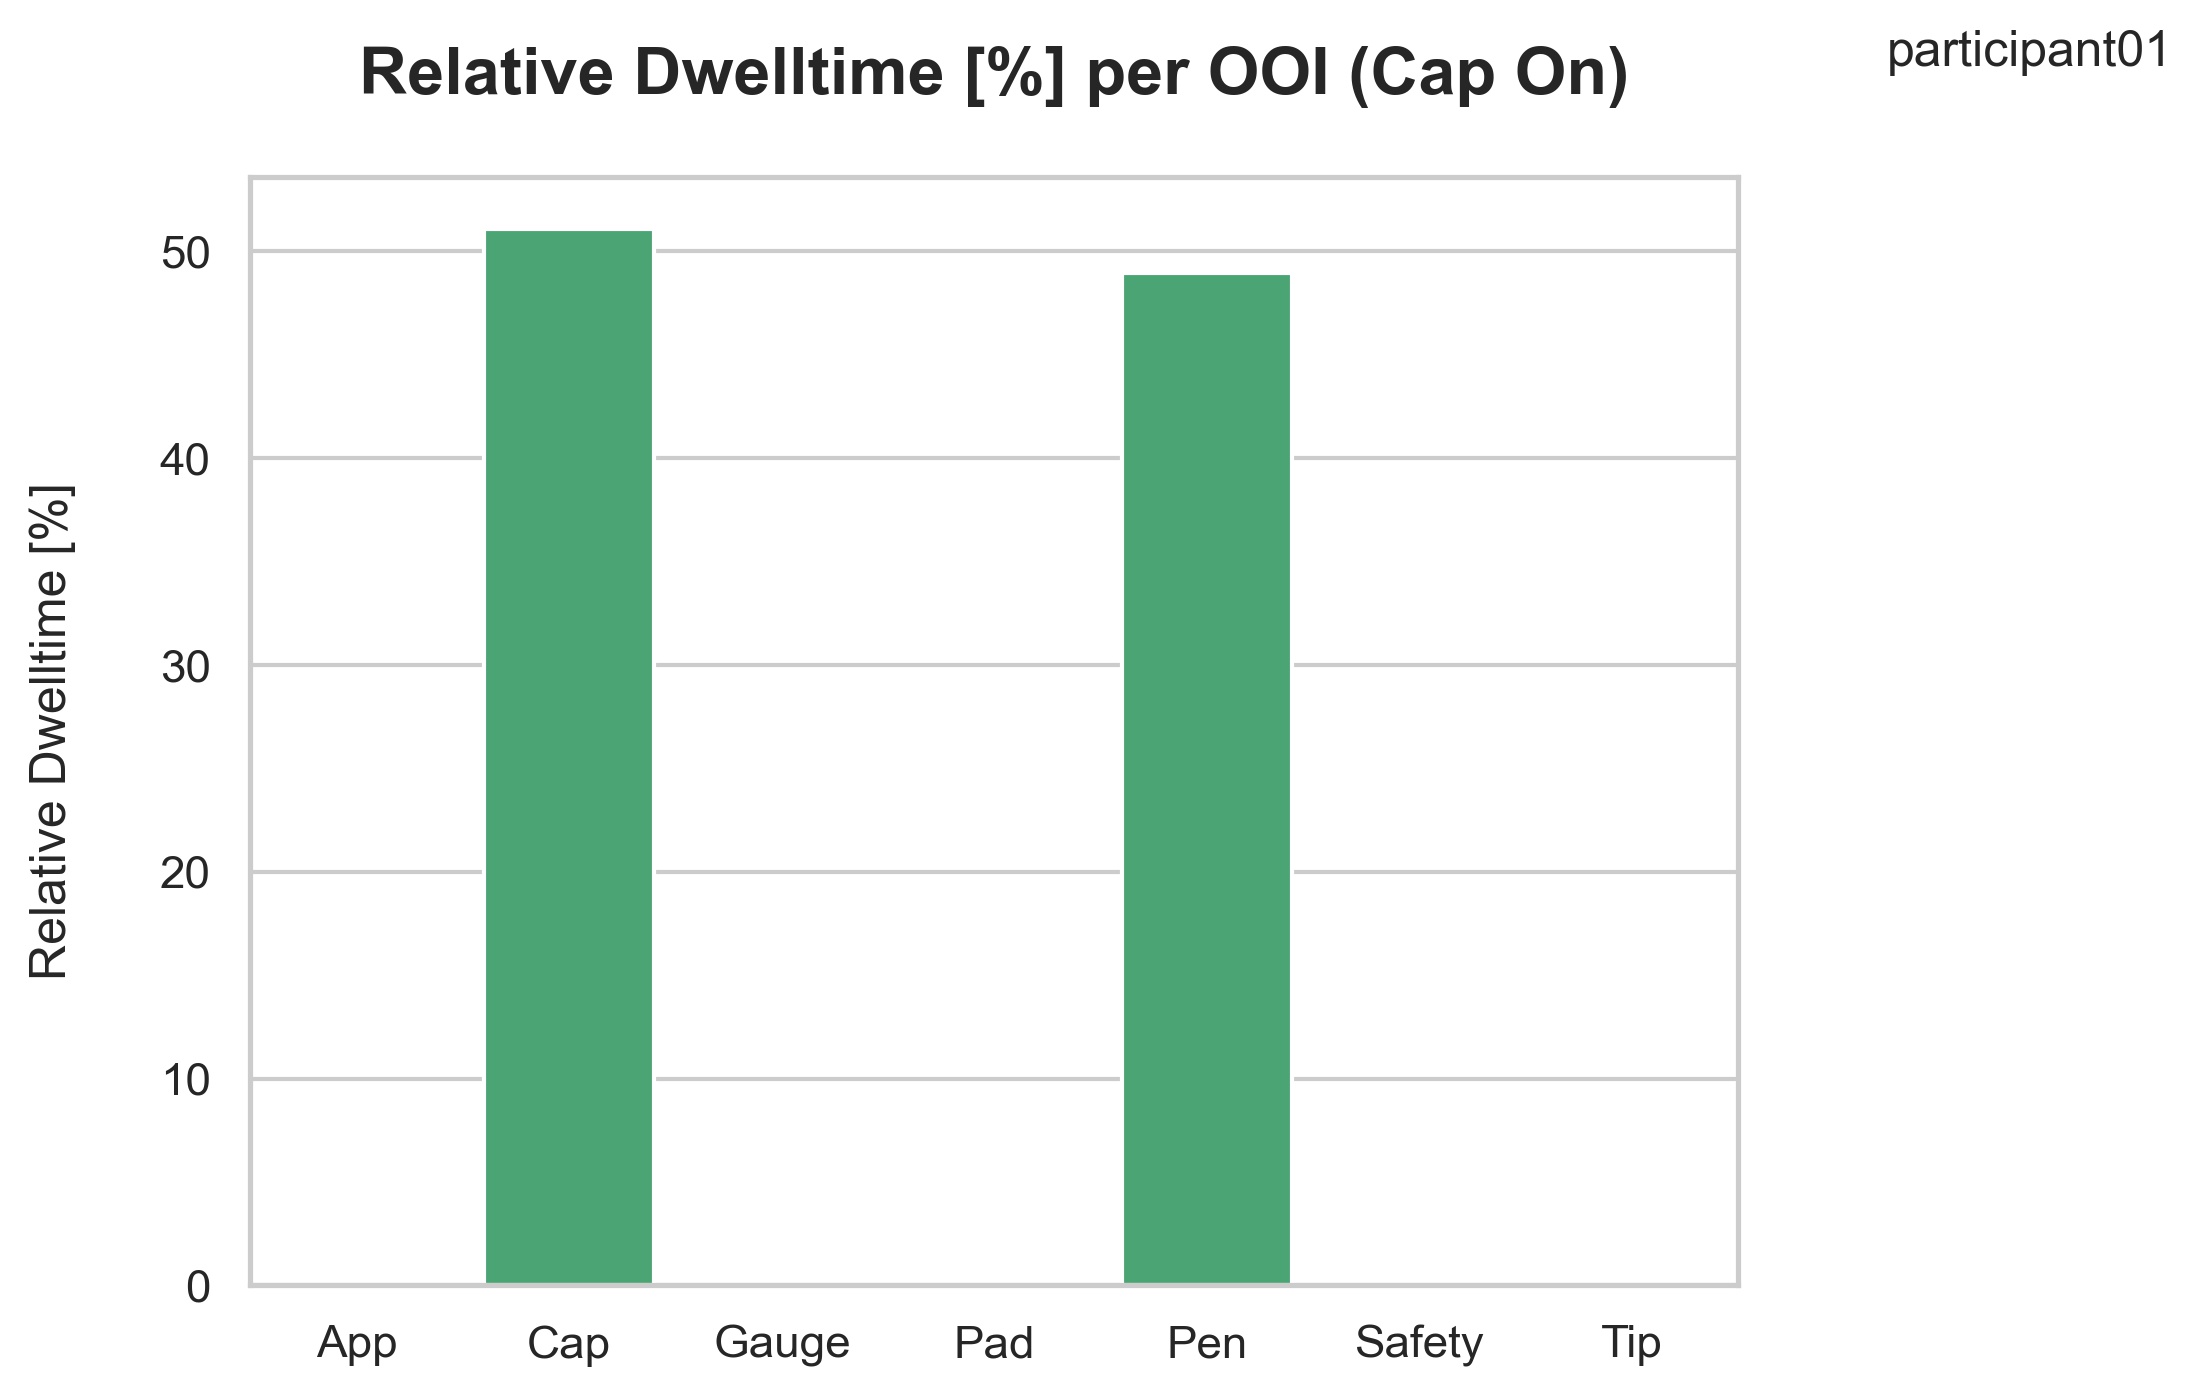 participant01
Relative Dwelltime [%] per OOI (Cap On)
Relative Dwelltime [%]
50
40
30
20
10
0
App Cap Gauge Pad Pen Safety Tip